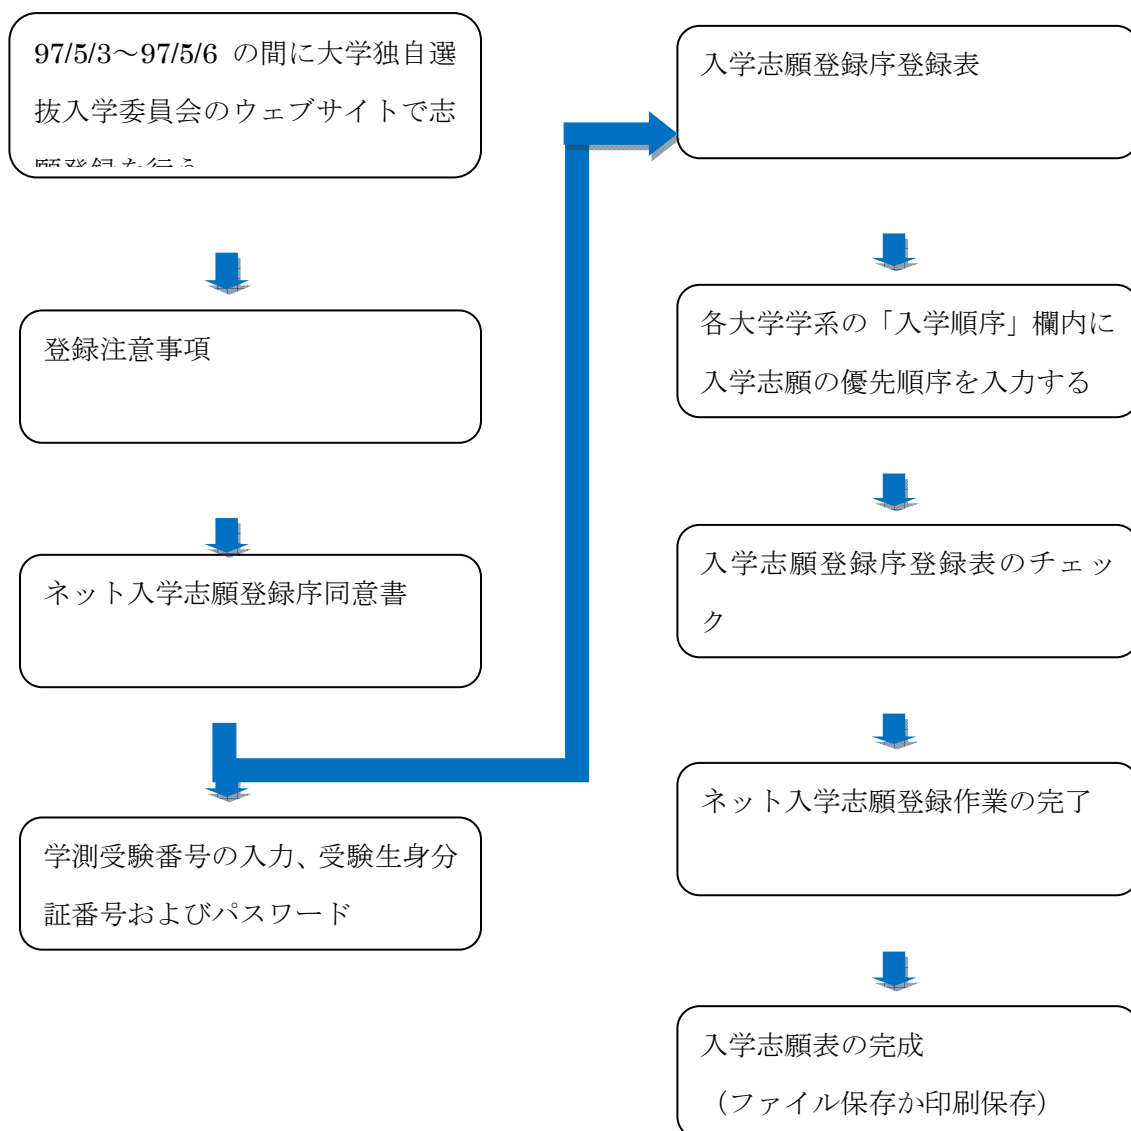 97/5/3～97/5/6 の間に大学独自選
抜入学委員会のウェブサイトで志
願登録を行う
登録注意事項
ネット入学志願登録序同意書
学測受験番号の入力、受験生身分
証番号およびパスワード
入学志願登録序登録表
各大学学系の「入学順序」欄内に
入学志願の優先順序を入力する
入学志願登録序登録表のチェッ
ク
ネット入学志願登録作業の完了
入学志願表の完成
（ファイル保存か印刷保存）